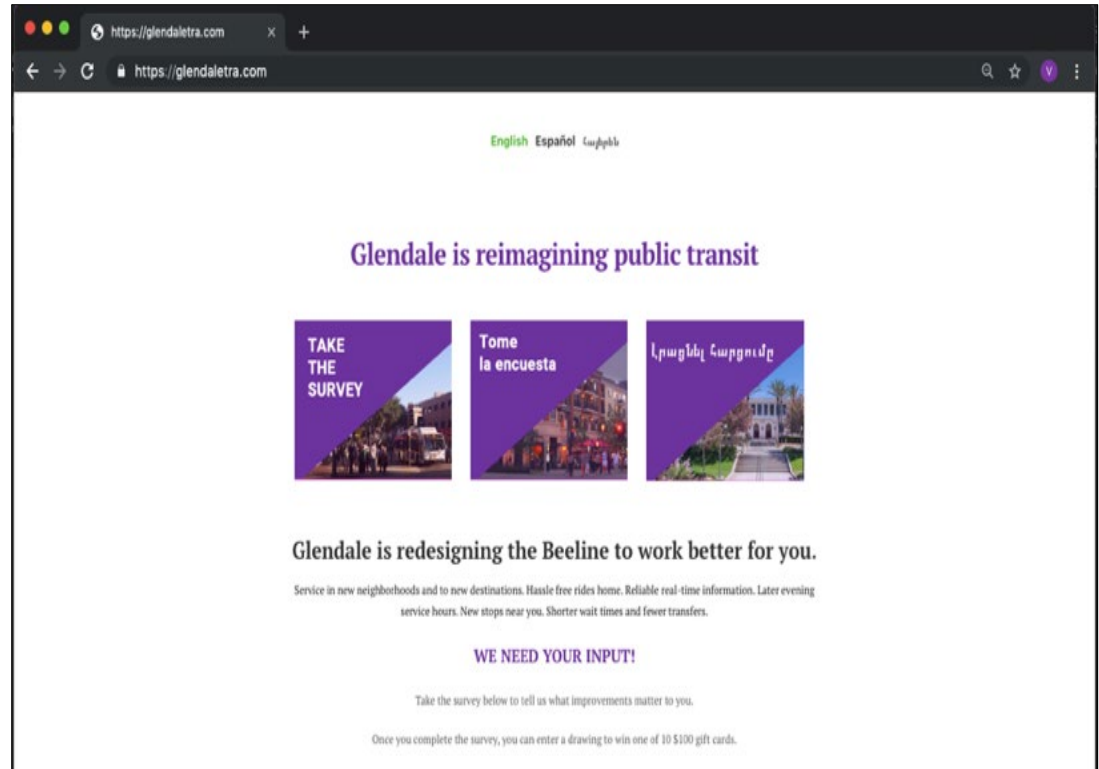 https://glendaletra.com
https://glendaletra.com
V
English Español Հայերեն
Glendale is reimagining public transit
TAKE
THE
SURVEY
Tome
la encuesta
Լրացնել Հարցումը
Glendale is redesigning the Beeline to work better for you.
Service in new neighborhoods and to new destinations. Hassle free rides home. Reliable real-time information. Later evening
service hours. New stops near you. Shorter wait times and fewer transfers.
WE NEED YOUR INPUT!
Take the survey below to tell us what improvements matter to you.
Once you complete the survey, you can enter a drawing to win one of 10 $100 gift cards.